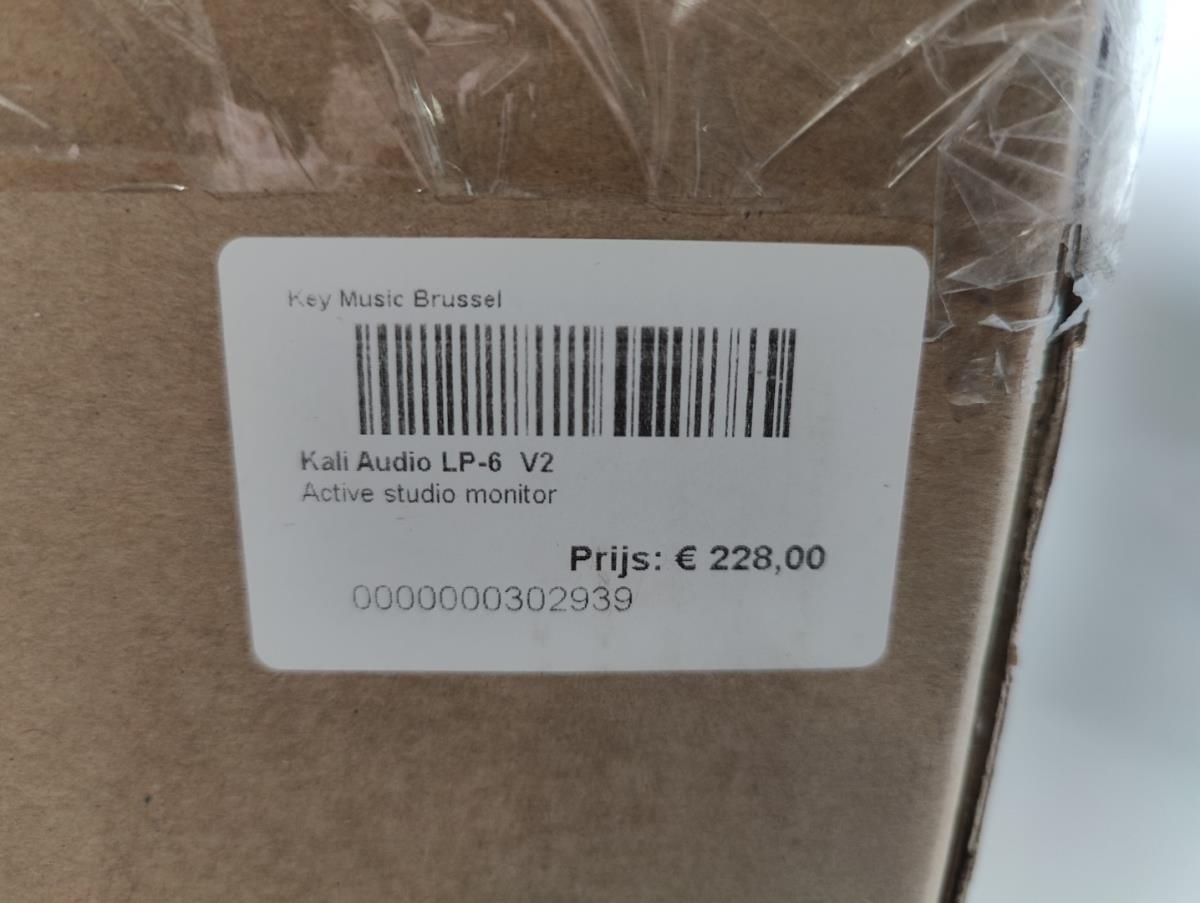 Key Music Brussel
Kali Audio LP-6 V2
Active studio monitor
Prijs: € 228,00
0000000302939